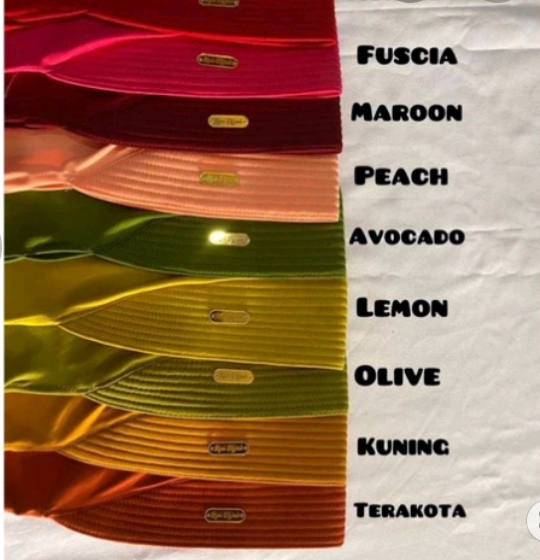 FUSCIA
MAROON
PEACH
AVOCADO
LEMON
OLIVE
KUNING
TERAKOTA